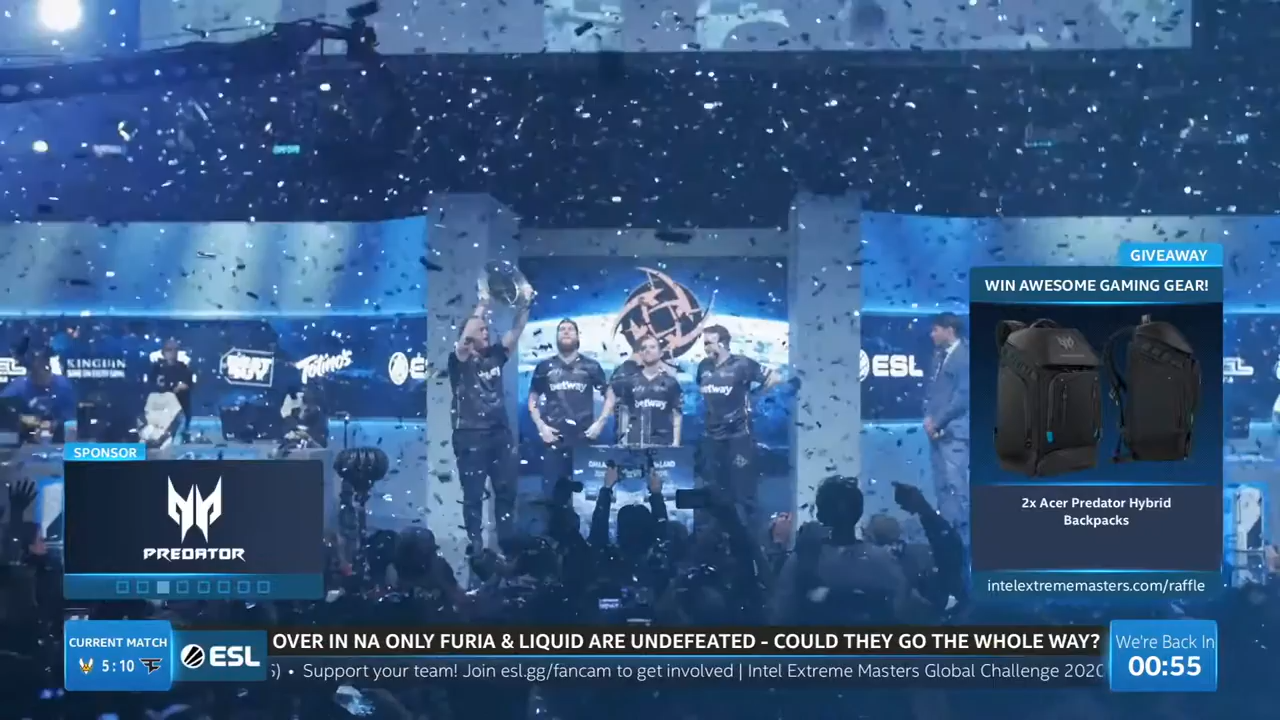 GIVEAWAY
WIN AWESOME GAMING GEAR!
KINGUIN
Totino's
ESL
ESL
betway
betway
betway
SPONSOR
PREDATOR
2x Acer Predator Hybrid
Backpacks
intelextrememasters.com/raffle
CURRENT MATCH
5:10
ESL
OVER IN NA ONLY FURIA & LIQUID ARE UNDEFEATED - COULD THEY GO THE WHOLE WAY?
5) • Support your team! Join esl.gg/fancam to get involved | Intel Extreme Masters Global Challenge 2020
We're Back In
00:55